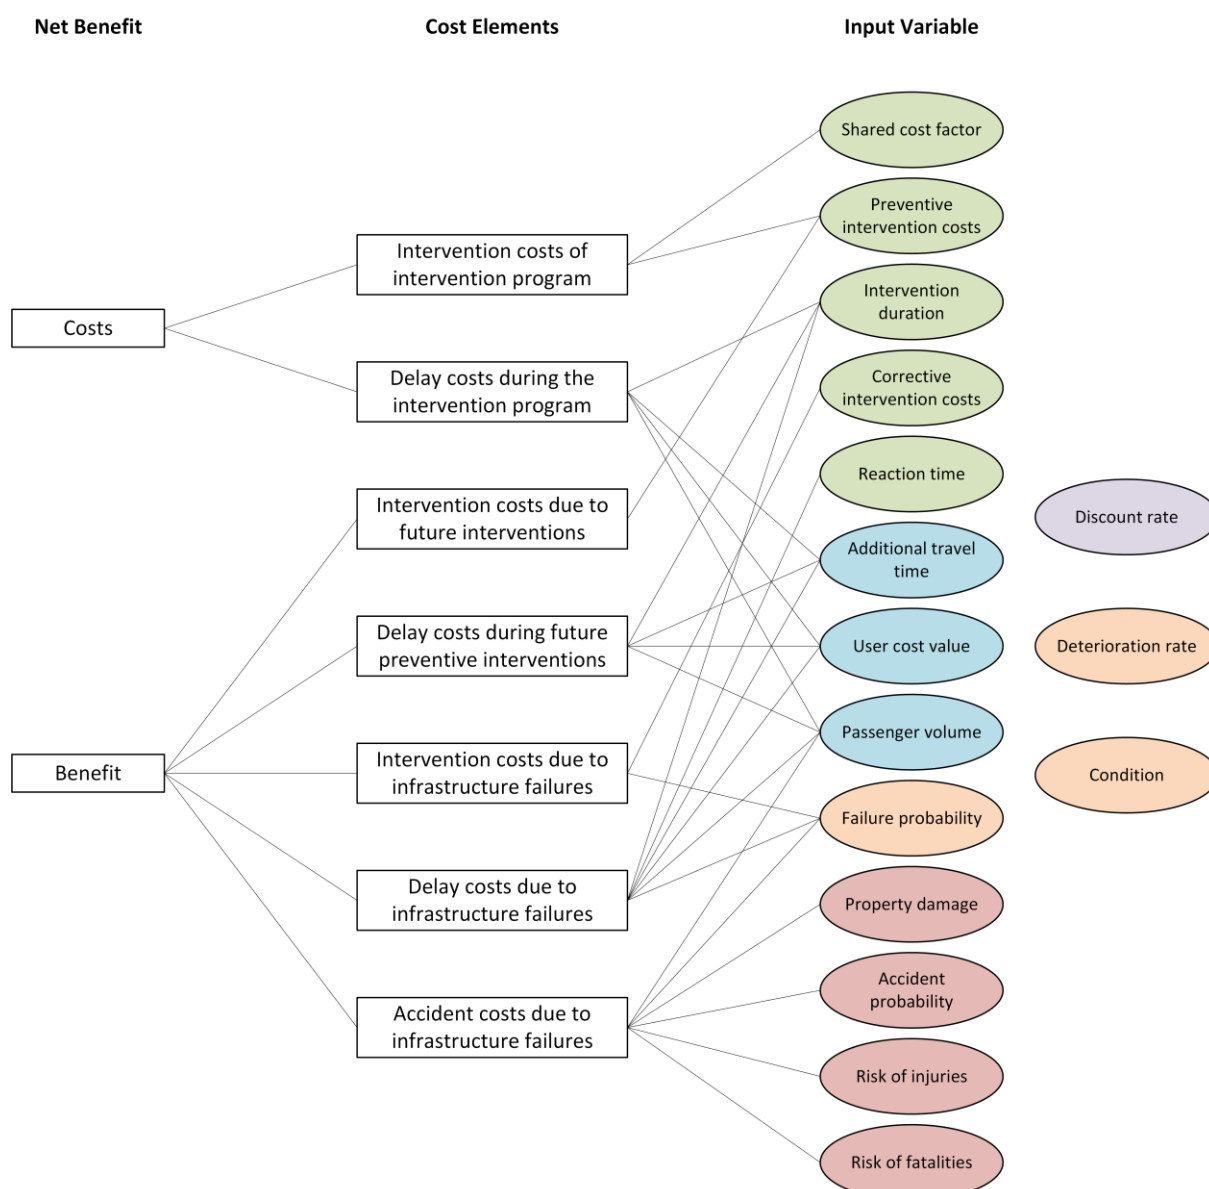 Net Benefit
Cost Elements
Input Variable
Costs
Benefit
Intervention costs of
intervention program
Delay costs during the
intervention program
Intervention costs due to
future interventions
Delay costs during future
preventive interventions
Intervention costs due to
infrastructure failures
Delay costs due to
infrastructure failures
Accident costs due to
infrastructure failures
Shared cost factor
Preventive
intervention costs
Intervention
duration
Corrective
intervention costs
Reaction time
Additional travel
time
User cost value
Passenger volume
Failure probability
Property damage
Accident
probability
Risk of injuries
Risk of fatalities
Discount rate
Deterioration rate
Condition